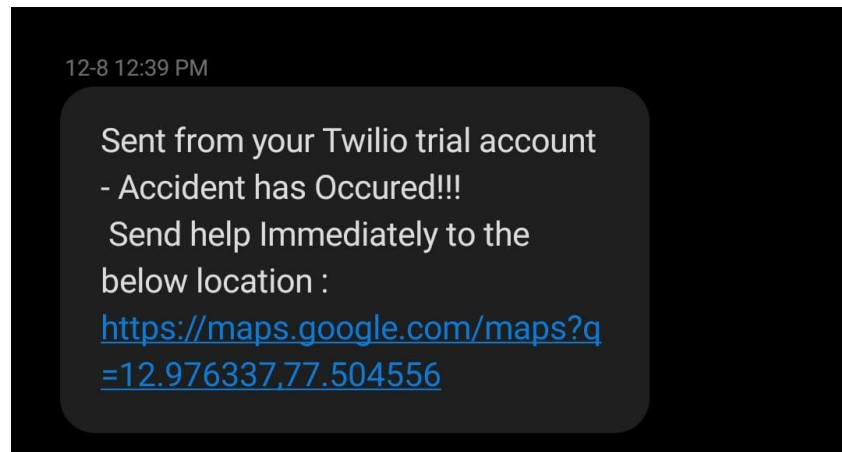 12-8 12:39 PM
Sent from your Twilio trial account
- Accident has Occured!!!
Send help Immediately to the
below location :
https://maps.google.com/maps?q
=12.976337,77.504556